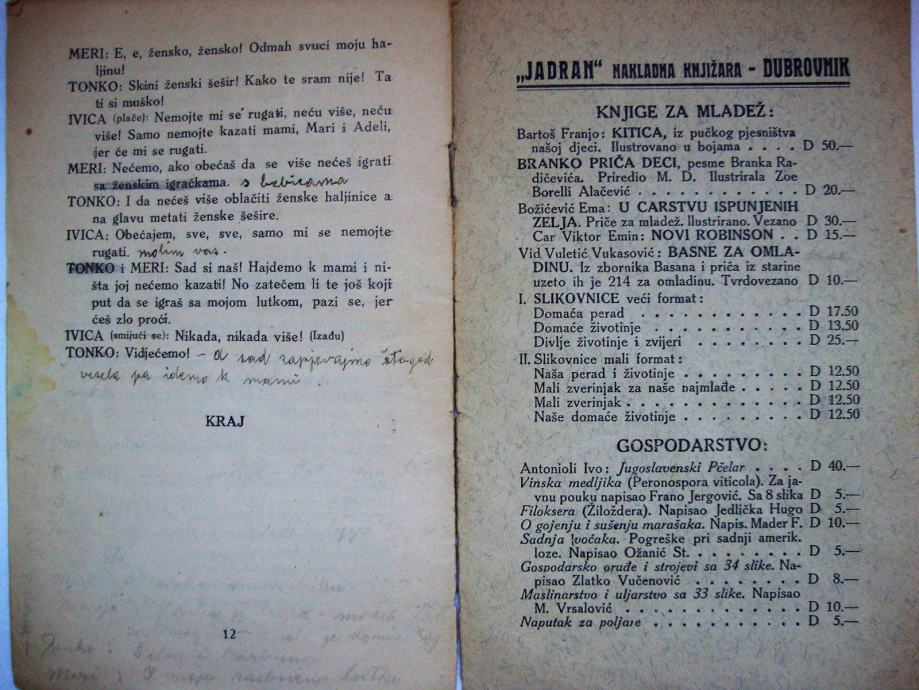 MERI: E, e, žensko, žensko! Odmah svuci moju ha-
ljinu!
TONKO: Skini ženski šešir! Kako te sram nije! Ta
ti si muško!
IVICA (plače): Nemojte mi se rugati, neću više, neću
više! Samo nemojte kazati mami, Mari i Adeli,
jer će mi se rugati.
MERI: Nećemo, ako obećaš da se više nećeš igrati
sa ženskim igračkama. s bebicama
TONKO: I da nećeš više oblačiti ženske haljinice a
na glavu metati ženske šešire.
IVICA: Obećajem, sve, sve, samo mi se nemojte
rugati. molim vas.
TONKO i MERI: Sad si naš! Hajdemo k mami i ni-
šta joj nećemo kazati! No zatečem li te još koji
put da se igraš sa mojom lutkom, pazi se, jer
ćeš zlo proći.
IVICA (smijući se): Nikada, nikada više! (Izađu)
TONKO: Vidjećemo! – a sad zapjevajmo štogod
vesela pa idemo k mami.
KRAJ
12
Tonko:
Meri: I moju
„JADRAN“ NAKLADNA KNJIŽARA - DUBROVNIK
KNJIGE ZA MLADEŽ:
Bartoš Franjo: KITICA, iz pučkog pjesništva
našoj djeci. Ilustrovano u bojama . . . . D 50.—
BRANKO PRIČA DECI, pesme Branka Ra-
dičevića. Priredio M. D. Ilustrirala Zoe
Borelli Alačević . . . . . . . . . . . . D 20.—
Božićević Ema: U CARSTVU ISPUNJENIH
ZELJA. Priče za mladež. Ilustrirano. Vezano D 30.—
Car Viktor Emin: NOVI ROBINSON . . D 15.—
Vid Vuletić Vukasović: BASNE ZA OMLA-
DINU. Iz zbornika Basana i priča iz starine
uzeto ih je 214 za omladinu. Tvrdovezano D 10.—
I. SLIKOVNICE veći format:
Domaća perad . . . . . . . . . . . . D 17.50
Domaće životinje . . . . . . . . . . . D 13.50
Divlje životinje i zvijeri . . . . . . . . D 25.—
II. Slikovnice mali format:
Naša perad i životinje . . . . . . . . . D 12.50
Mali zverinjak za naše najmlađe . . . . . D 12.50
Mali zverinjak . . . . . . . . . . . . . D 12.50
Naše domaće životinje . . . . . . . . . D 12.50
GOSPODARSTVO:
Antonioli Ivo: Jugoslavenski Pčelar . . . . D 40.—
Vinska medljika (Peronospora viticola). Za ja-
vnu pouku napisao Frano Jergović. Sa 8 slika D 5.—
Filoksera (Žiloždera). Napisao Jedlička Hugo D 5.—
O gojenju i sušenju marašaka. Napis. Mader F. D 10.—
Sadnja voćaka. Pogreške pri sadnji amerik.
loze. Napisao Ožanić St. . . . . . . . . D 5.—
Gospodarsko oruđe i strojevi sa 34 slike. Na-
pisao Zlatko Vučenović . . . . . . . . D 8.—
Maslinarstvo i uljarstvo sa 33 slike. Napisao
M. Vrsalović . . . . . . . . . . . . . D 10.—
Naputak za poljare . . . . . . . . . . . D 5.—